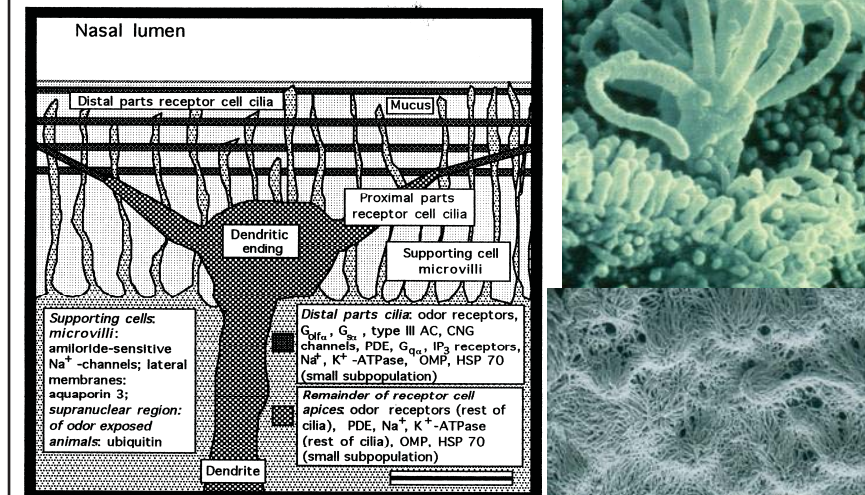 Nasal lumen
Distal parts receptor cell cilia
Mucus
Proximal parts
receptor cell cilia
Dendritic
ending
Supporting cell
microvilli
Supporting cells:
microvilli:
amiloride-sensitive
Na+ -channels; lateral
membranes:
aquaporin 3;
supranuclear region:
of odor exposed
animals: ubiquitin
Distal parts cilia: odor receptors,
Golfα, Gsα, type III AC, CNG
channels, PDE, Gqα, IP3 receptors,
Na+, K+ -ATPase, OMP, HSP 70
(small subpopulation)
Remainder of receptor cell
apices: odor receptors (rest of
cilia), PDE, Na+, K+-ATPase
(rest of cilia), OMP, HSP 70
(small subpopulation)
Dendrite